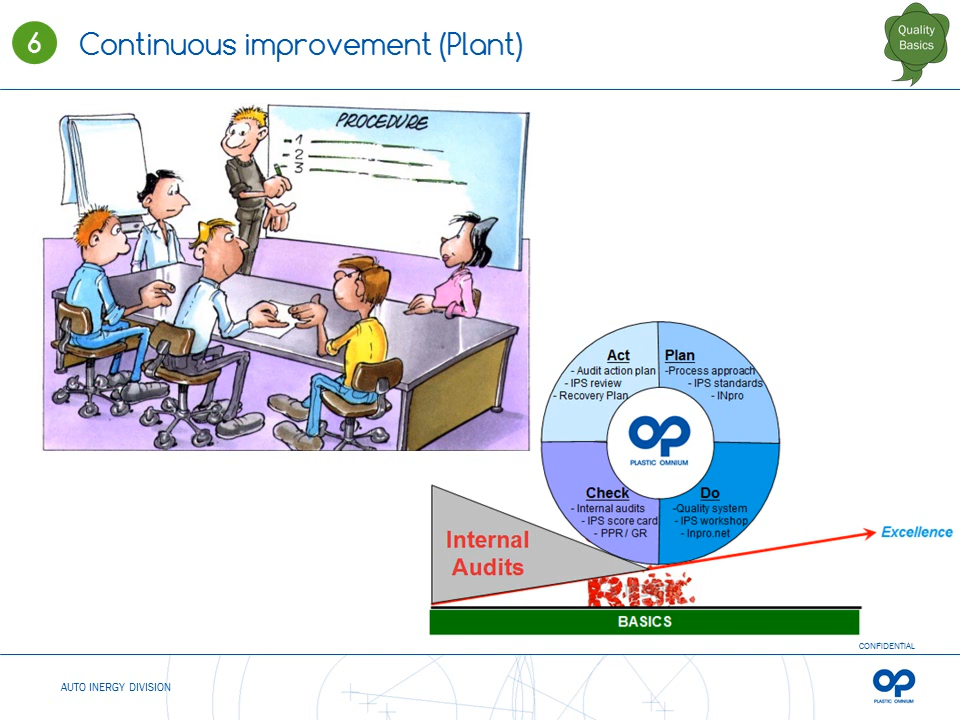 6
Continuous improvement (Plant)
Quality
Basics
PROCEDURE
- 1
- 2
- 3
Act
- Audit action plan
- IPS review
- Recovery Plan
Plan
-Process approach
- IPS standards
- INpro
OP
PLASTIC OMNIUM
Check
- Internal audits
- IPS score card
- PPR / GR
Do
-Quality system
- IPS workshop
- Inpro.net
Internal
Audits
Excellence
RISK
BASICS
CONFIDENTIAL
AUTO INERGY DIVISION
OP
PLASTIC OMNIUM